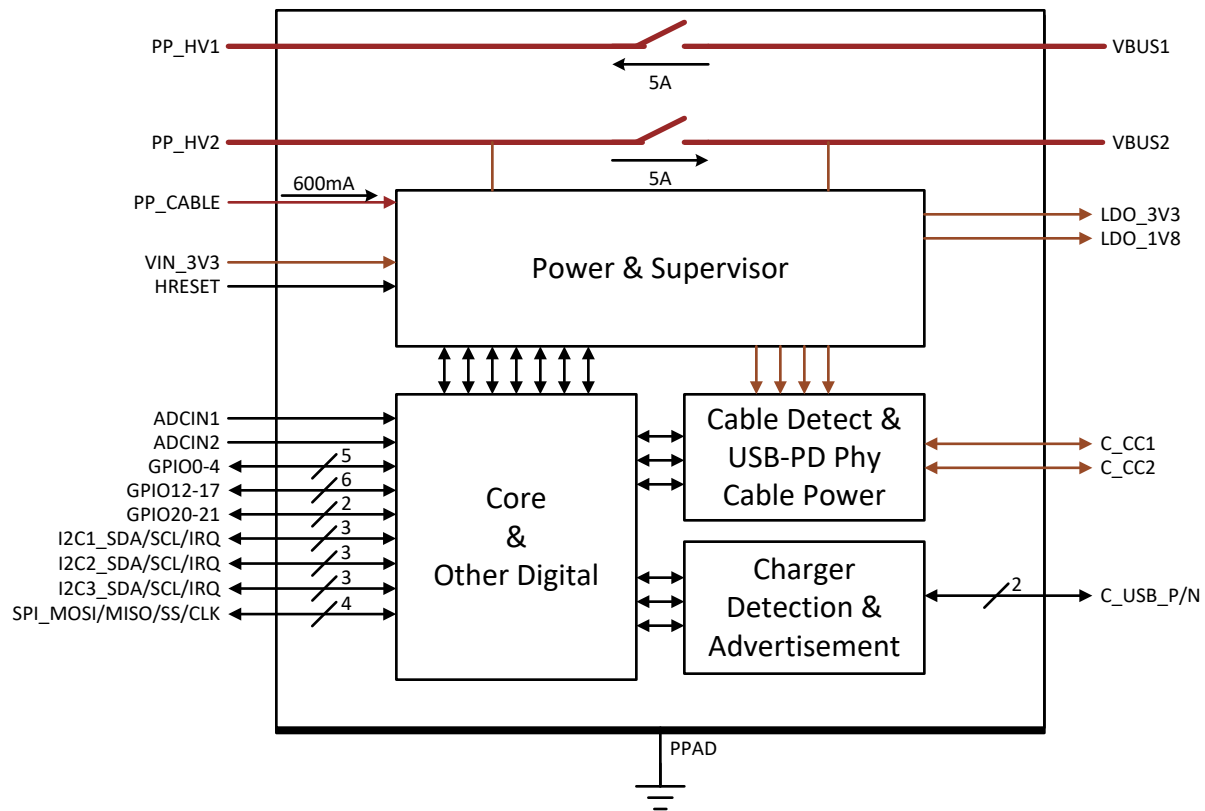 PP_HV1
VBUS1
5A
PP_HV2
VBUS2
5A
600mA
PP_CABLE
LDO_3V3
LDO_1V8
VIN_3V3
HRESET
Power & Supervisor
ADCIN1
ADCIN2
GPIO0-4
5
GPIO12-17
6
GPIO20-21
2
I2C1_SDA/SCL/IRQ
3
I2C2_SDA/SCL/IRQ
3
I2C3_SDA/SCL/IRQ
3
SPI_MOSI/MISO/SS/CLK
4
Core
&
Other Digital
Cable Detect &
USB-PD Phy
Cable Power
C_CC1
C_CC2
Charger
Detection &
Advertisement
2
C_USB_P/N
PPAD